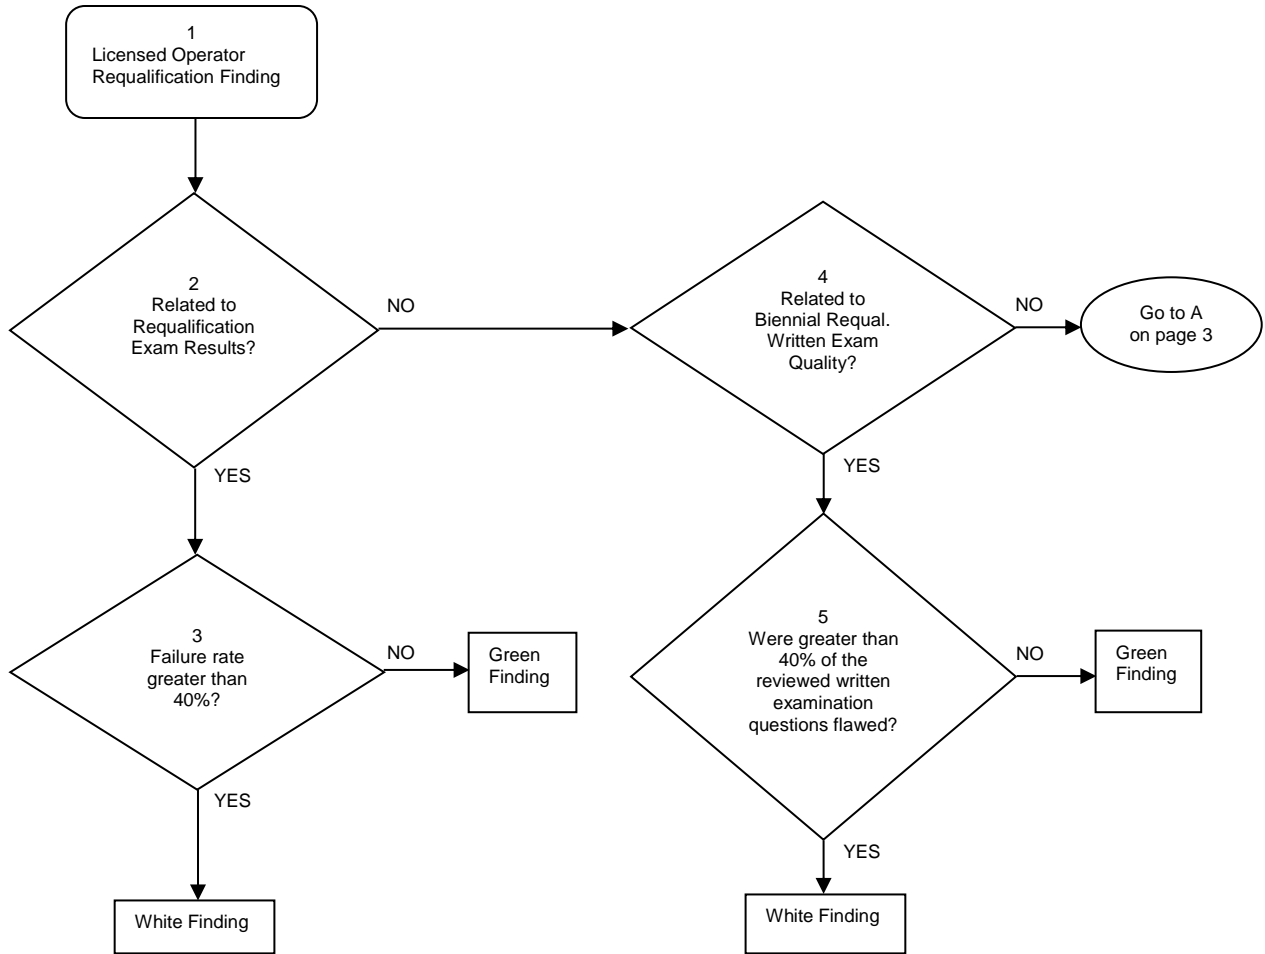 1
Licensed Operator
Requalification Finding
2
Related to
Requalification
Exam Results?
NO
4
Related to
Biennial Requal.
Written Exam
Quality?
NO
Go to A
on page 3
YES
YES
3
Failure rate
greater than
40%?
NO
Green
Finding
5
Were greater than
40% of the
reviewed written
examination
questions flawed?
NO
Green
Finding
YES
YES
White Finding
White Finding